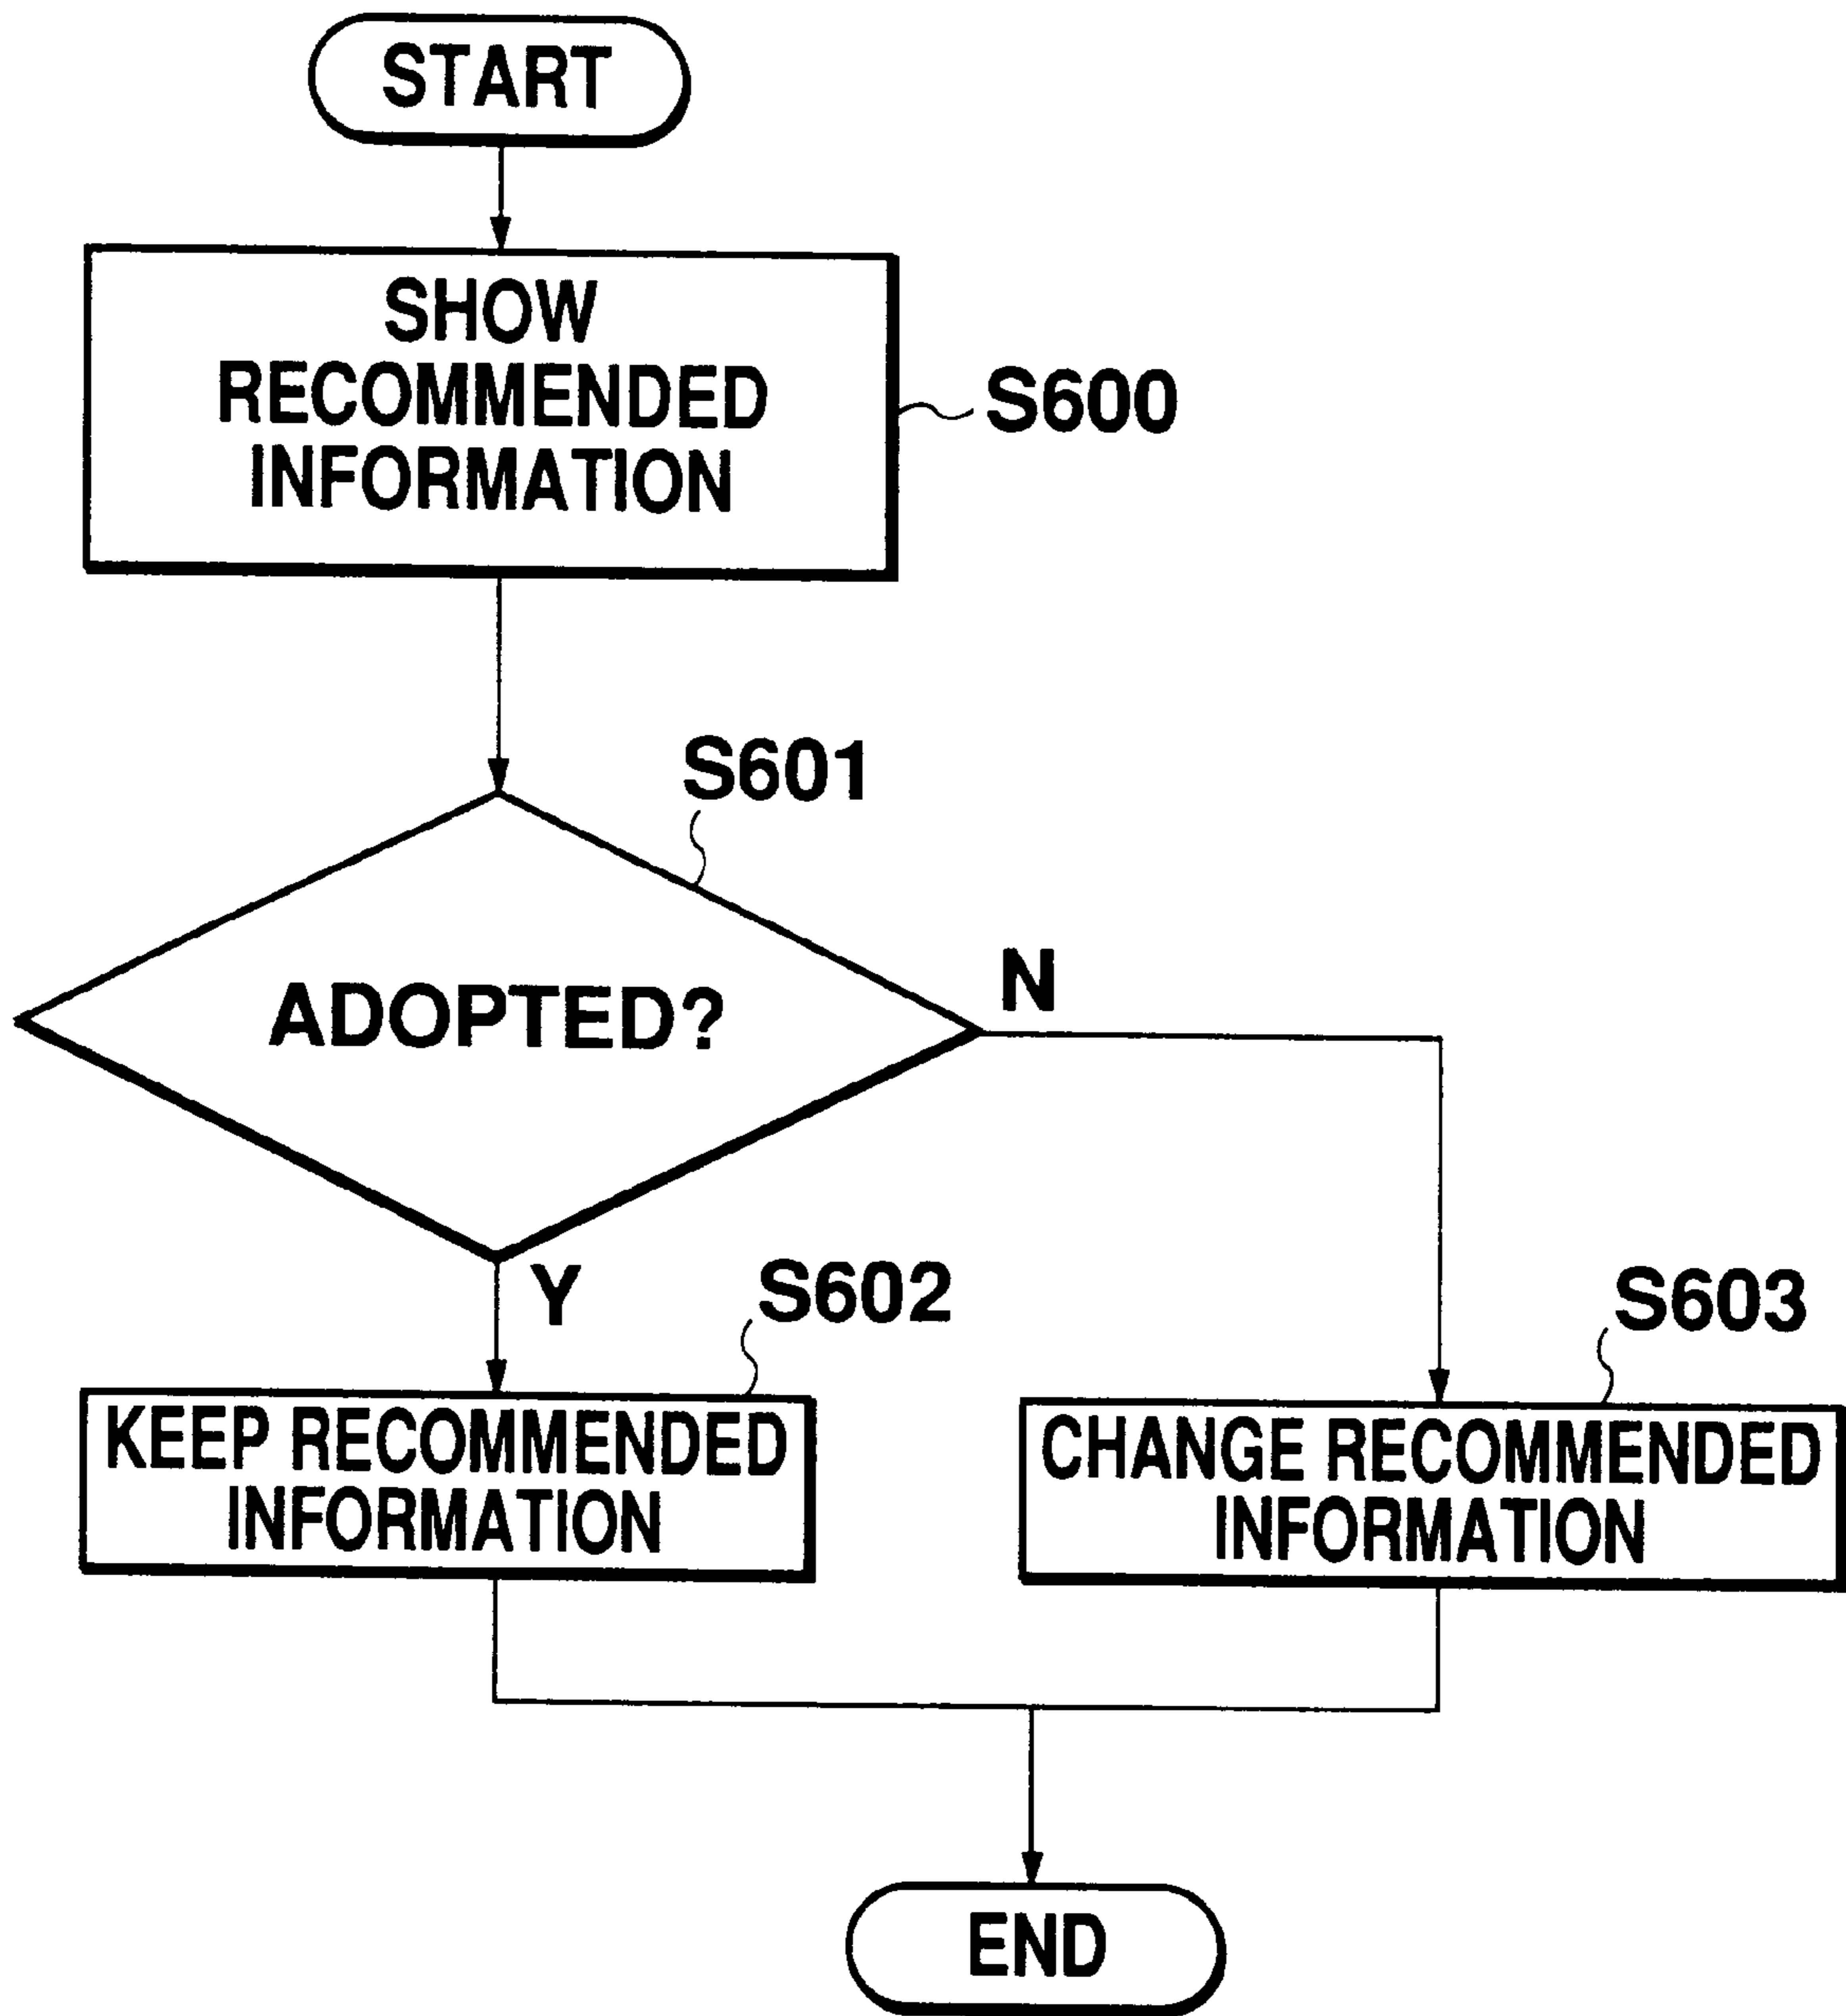 START
SHOW
RECOMMENDED
INFORMATION
S600
S601
ADOPTED?
N
Y
S602
S603
KEEP RECOMMENDED
INFORMATION
CHANGE RECOMMENDED
INFORMATION
END